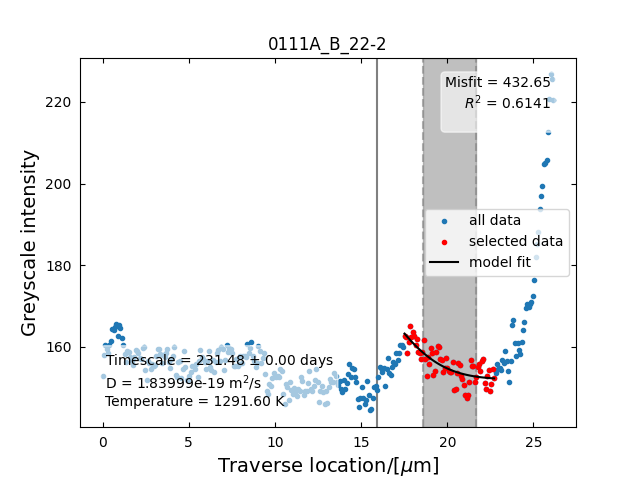 0111A_B_22-2
Misfit = 432.65
R² = 0.6141
all data
selected data
model fit
Timescale = 231.48 ± 0.00 days
D = 1.83999e-19 m²/s
Temperature = 1291.60 K
Greyscale intensity
220
200
180
160
0 5 10 15 20 25
Traverse location/[μm]